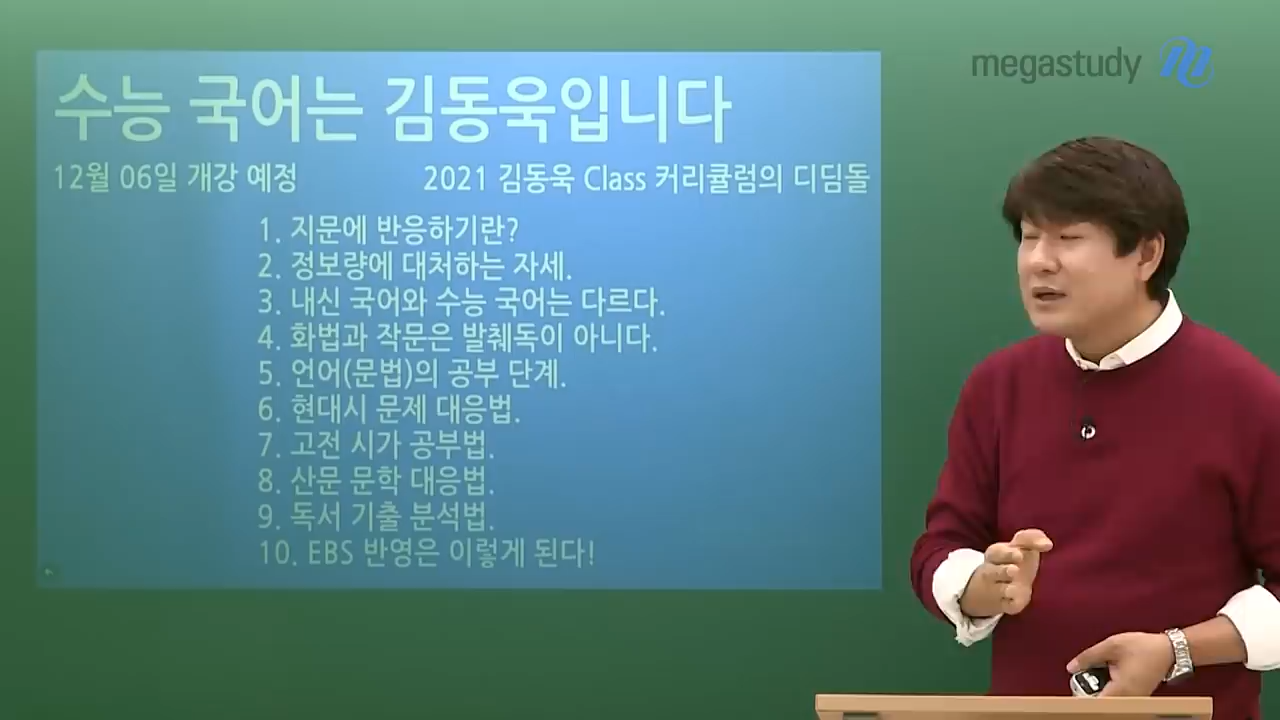 megastudy
수능 국어는 김동욱입니다
12월 06일 개강 예정
2021 김동욱 Class 커리큘럼의 디딤돌
1. 지문에 반응하기란?
2. 정보량에 대처하는 자세.
3. 내신 국어와 수능 국어는 다르다.
4. 화법과 작문은 발췌독이 아니다.
5. 언어(문법)의 공부 단계.
6. 현대시 문제 대응법.
7. 고전 시가 공부법.
8. 산문 문학 대응법.
9. 독서 기출 분석법.
10. EBS 반영은 이렇게 된다!